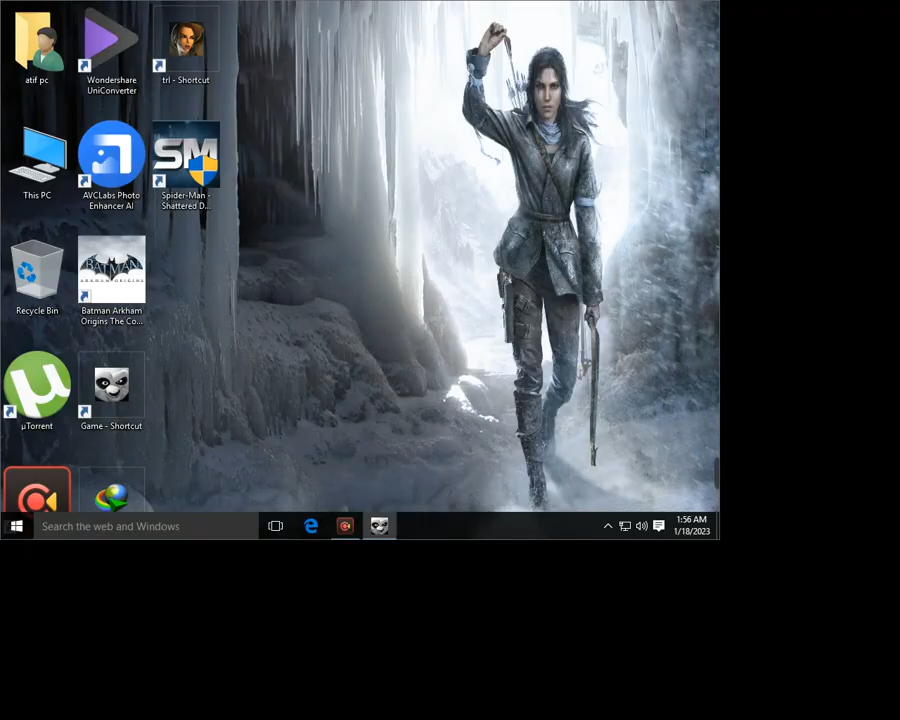 atif pc
Wondershare
UniConverter
trl - Shortcut
This PC
AVCLabs Photo
Enhancer AI
SM
Spider-Man -
Shattered D...
Recycle Bin
BATMAN
ARKHAM ORIGINS
Batman Arkham
Origins The Co...
µ
µTorrent
Game - Shortcut
Search the web and Windows
1:56 AM
1/18/2023